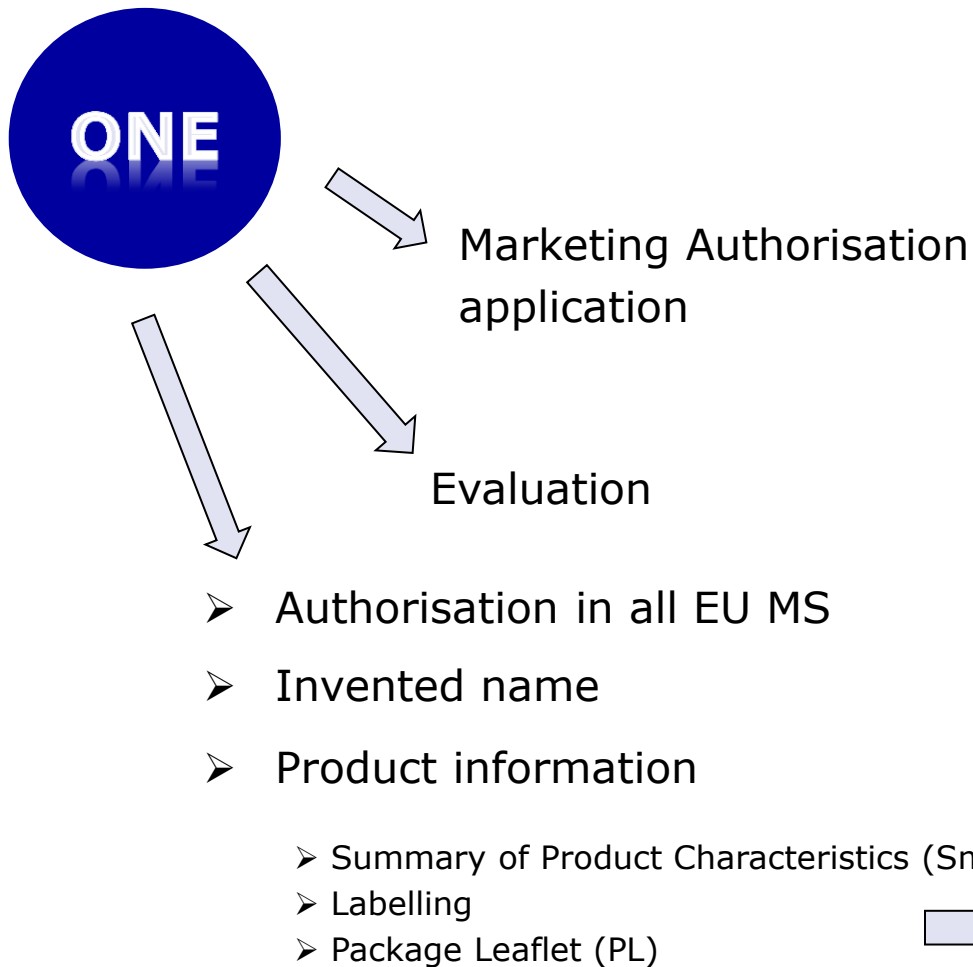 ONE
Marketing Authorisation
application
Evaluation
➢ Authorisation in all EU MS
➢ Invented name
➢ Product information
➢ Summary of Product Characteristics
➢ Labelling
➢ Package Leaflet (PL)